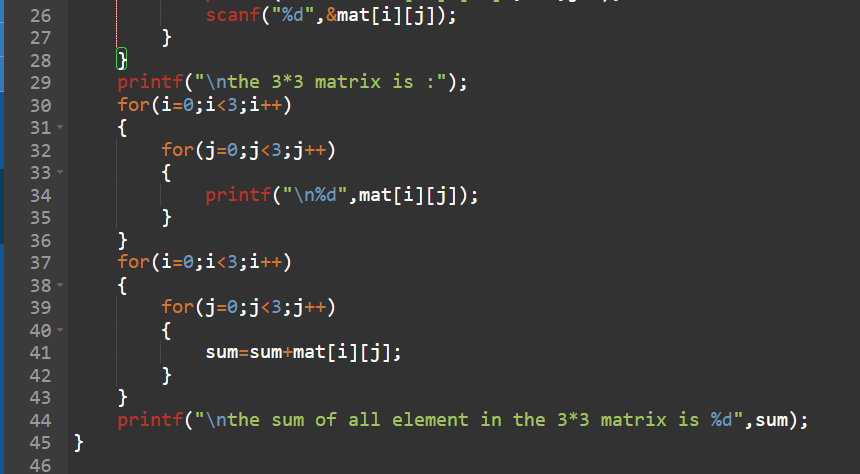 26 scanf("%d",&mat[i][j]);
27 }
28 }
29 printf("\nthe 3*3 matrix is :");
30 for(i=0;i<3;i++)
31 {
32 for(j=0;j<3;j++)
33 {
34 printf("\n%d",mat[i][j]);
35 }
36 }
37 for(i=0;i<3;i++)
38 {
39 for(j=0;j<3;j++)
40 {
41 sum=sum+mat[i][j];
42 }
43 }
44 printf("\nthe sum of all element in the 3*3 matrix is %d",sum);
45 }
46